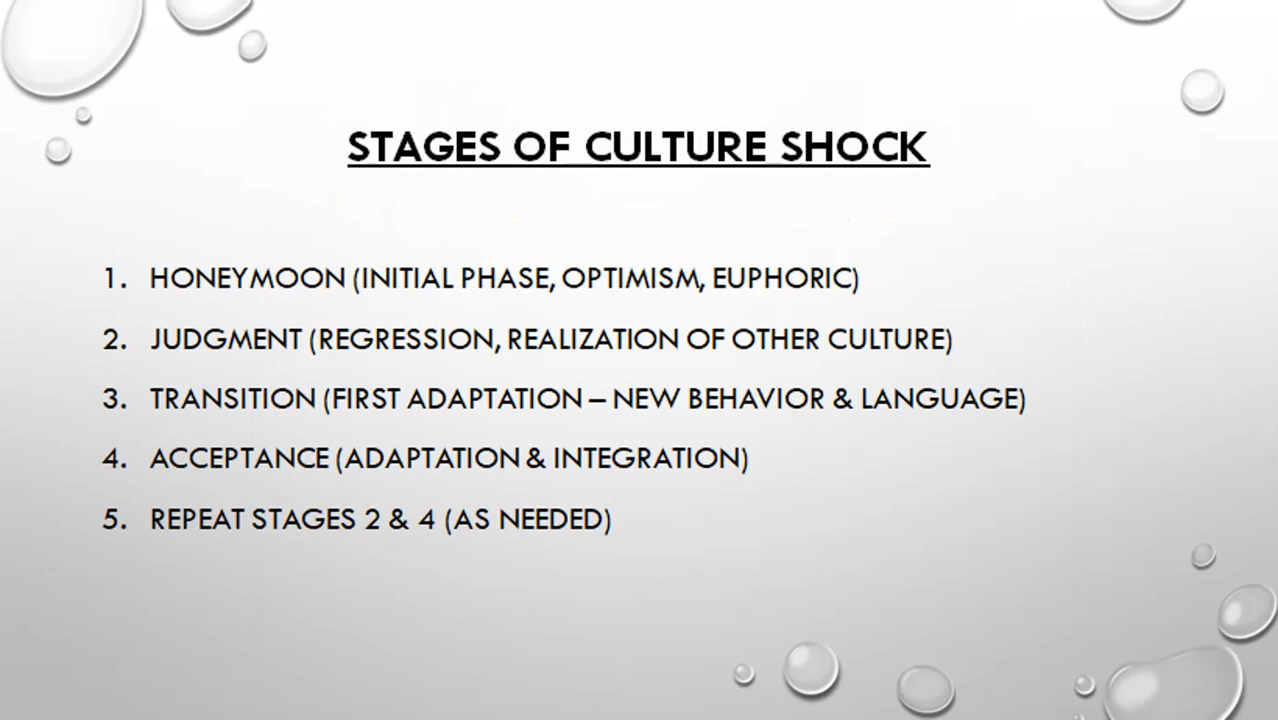 STAGES OF CULTURE SHOCK
1. HONEYMOON (INITIAL PHASE, OPTIMISM, EUPHORIC)
2. JUDGMENT (REGRESSION, REALIZATION OF OTHER CULTURE)
3. TRANSITION (FIRST ADAPTATION – NEW BEHAVIOR & LANGUAGE)
4. ACCEPTANCE (ADAPTATION & INTEGRATION)
5. REPEAT STAGES 2 & 4 (AS NEEDED)